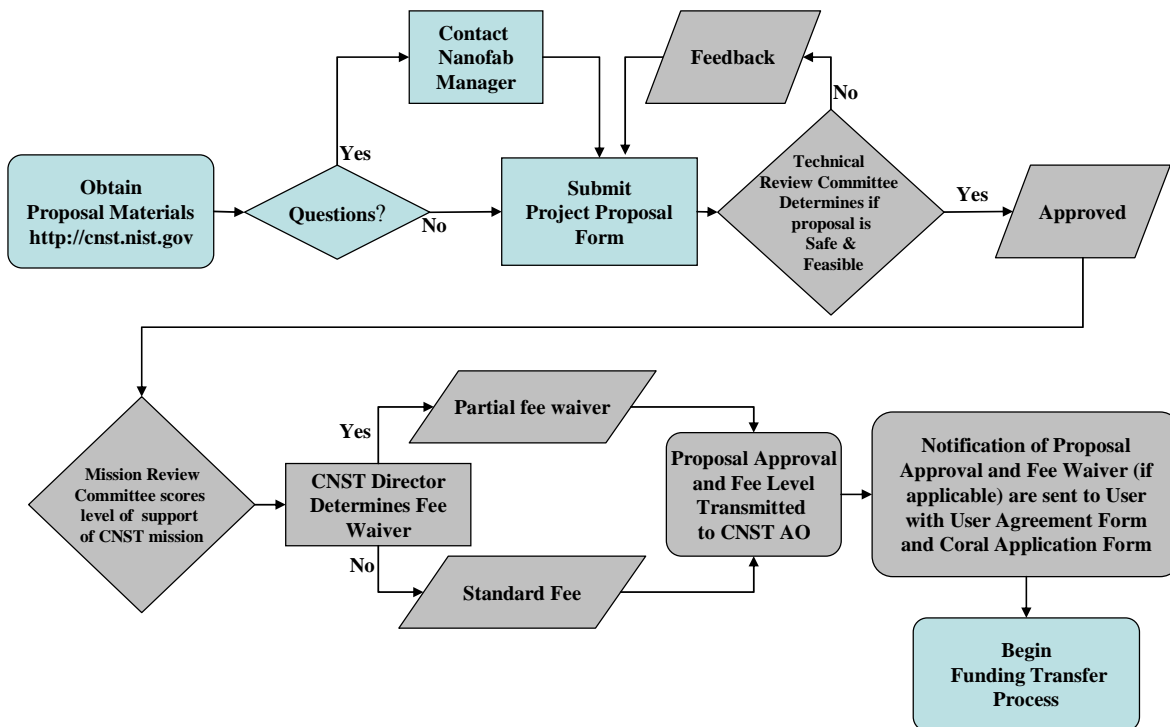 Contact
Nanofab
Manager
Feedback
No
Yes
Obtain
Proposal Materials
http://cnst.nist.gov
Questions?
No
Submit
Project Proposal
Form
Technical
Review Committee
Determines if
proposal is
Safe &
Feasible
Yes
Approved
Mission Review
Committee scores
level of support
of CNST mission
Yes
Partial fee waiver
CNST Director
Determines Fee
Waiver
No
Standard Fee
Proposal Approval
and Fee Level
Transmitted
to CNST AO
Notification of Proposal
Approval and Fee Waiver (if
applicable) are sent to User
with User Agreement Form
and Coral Application Form
Begin
Funding Transfer
Process